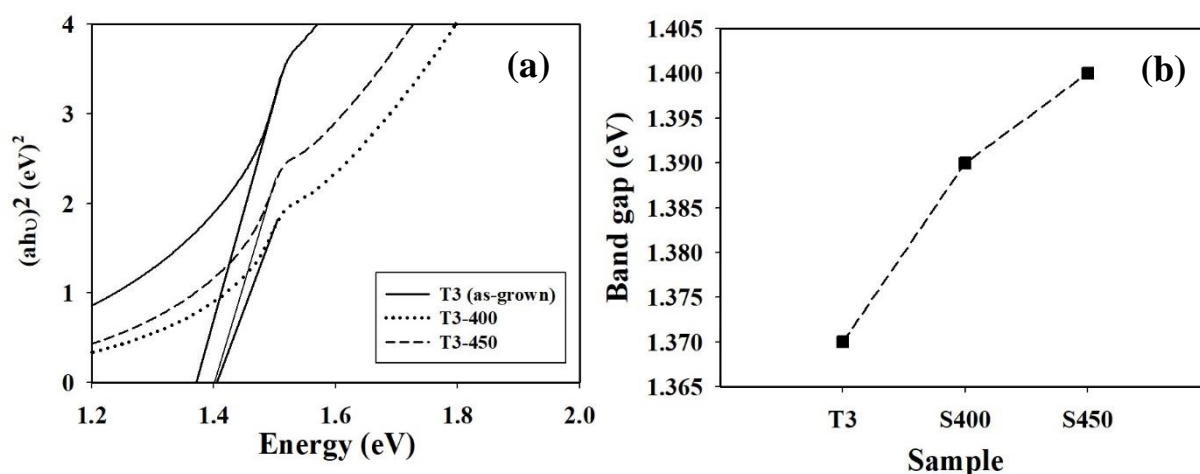 (a)
4
3
2
1
0
(ahυ)² (eV)²
T3 (as-grown)
T3-400
T3-450
1.2 1.4 1.6 1.8 2.0
Energy (eV)
(b)
1.405
1.400
1.395
1.390
1.385
1.380
1.375
1.370
1.365
Band gap (eV)
T3 S400 S450
Sample